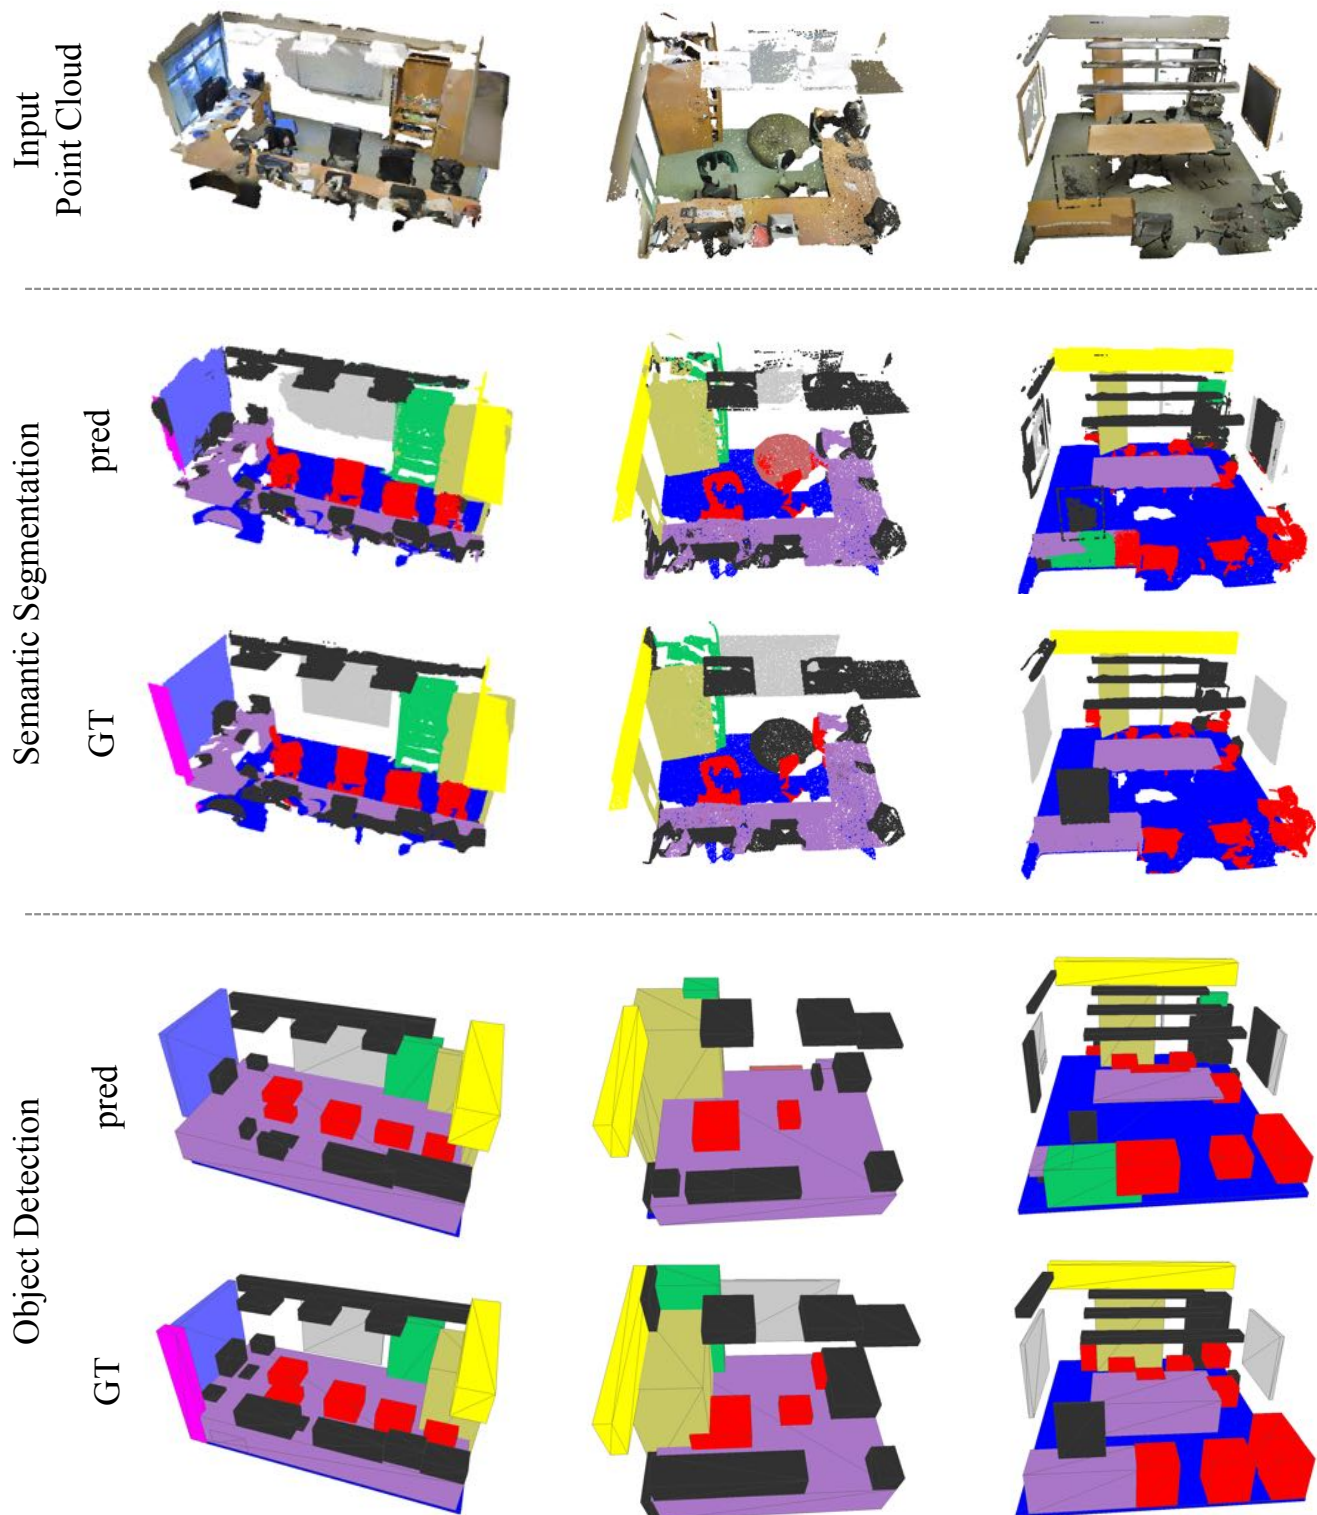 Input
Point Cloud
Semantic Segmentation
pred
GT
Object Detection
pred
GT